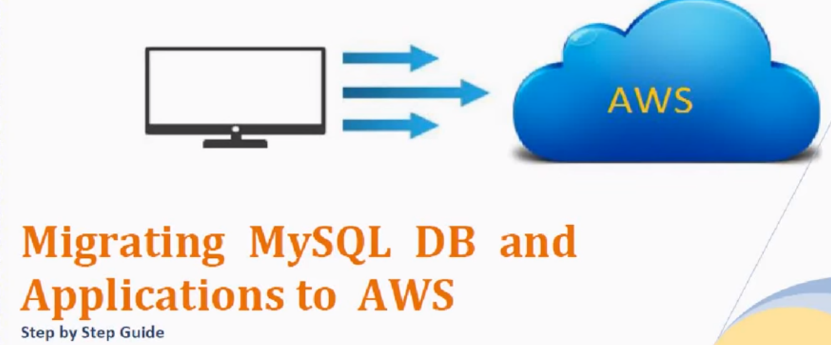 AWS
Migrating MySQL DB and
Applications to AWS
Step by Step Guide